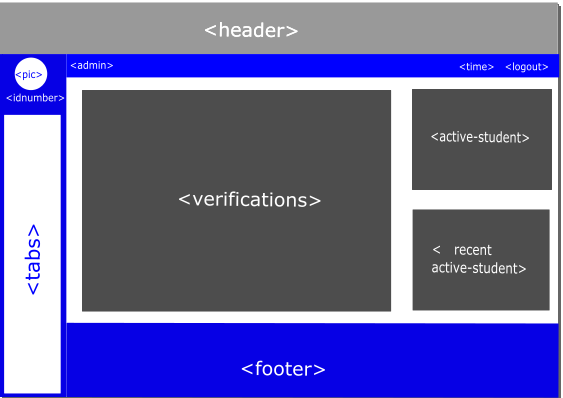 <header>
<pic>
<idnumber>
<admin>
<time>
<logout>
<verifications>
<active-student>
< recent
active-student>
<tabs>
<footer>